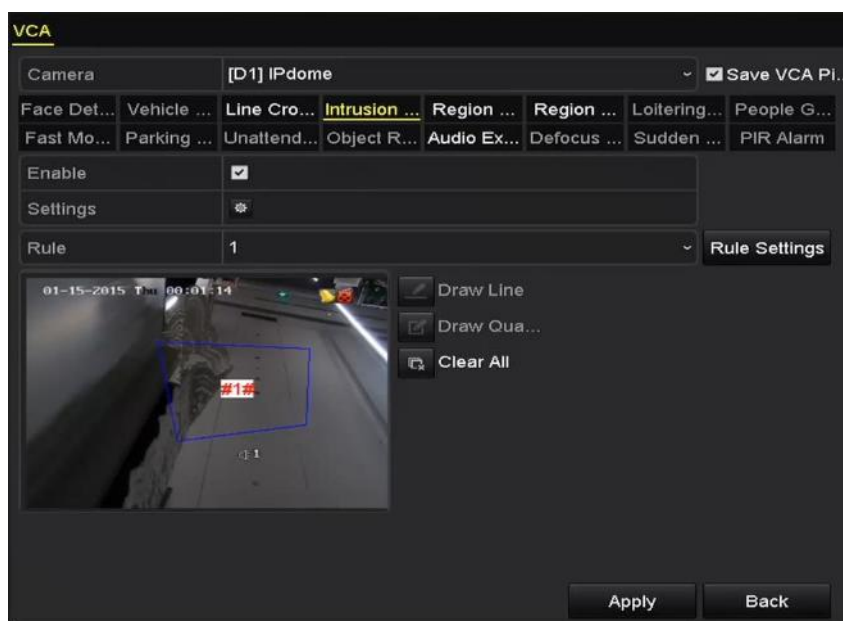 VCA
Camera [D1] IPdome Save VCA Pi..
Face Det... Vehicle ... Line Cro... Intrusion ... Region ... Region ... Loitering... People G...
Fast Mo... Parking ... Unattend... Object R... Audio Ex... Defocus ... Sudden ... PIR Alarm
Enable
Settings
Rule 1 Rule Settings
01-15-2015 Thu 00:01:14
Draw Line
Draw Qua...
Clear All
#1#
1
Apply Back